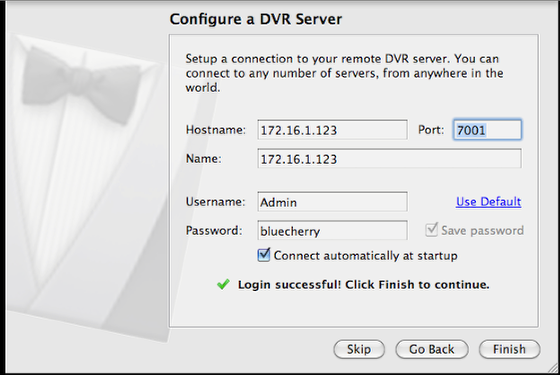 Configure a DVR Server
Setup a connection to your remote DVR server. You can
connect to any number of servers, from anywhere in the
world.
Hostname: 172.16.1.123 Port: 7001
Name: 172.16.1.123
Username: Admin Use Default
Password: bluecherry Save password
Connect automatically at startup
Login successful! Click Finish to continue.
Skip Go Back Finish